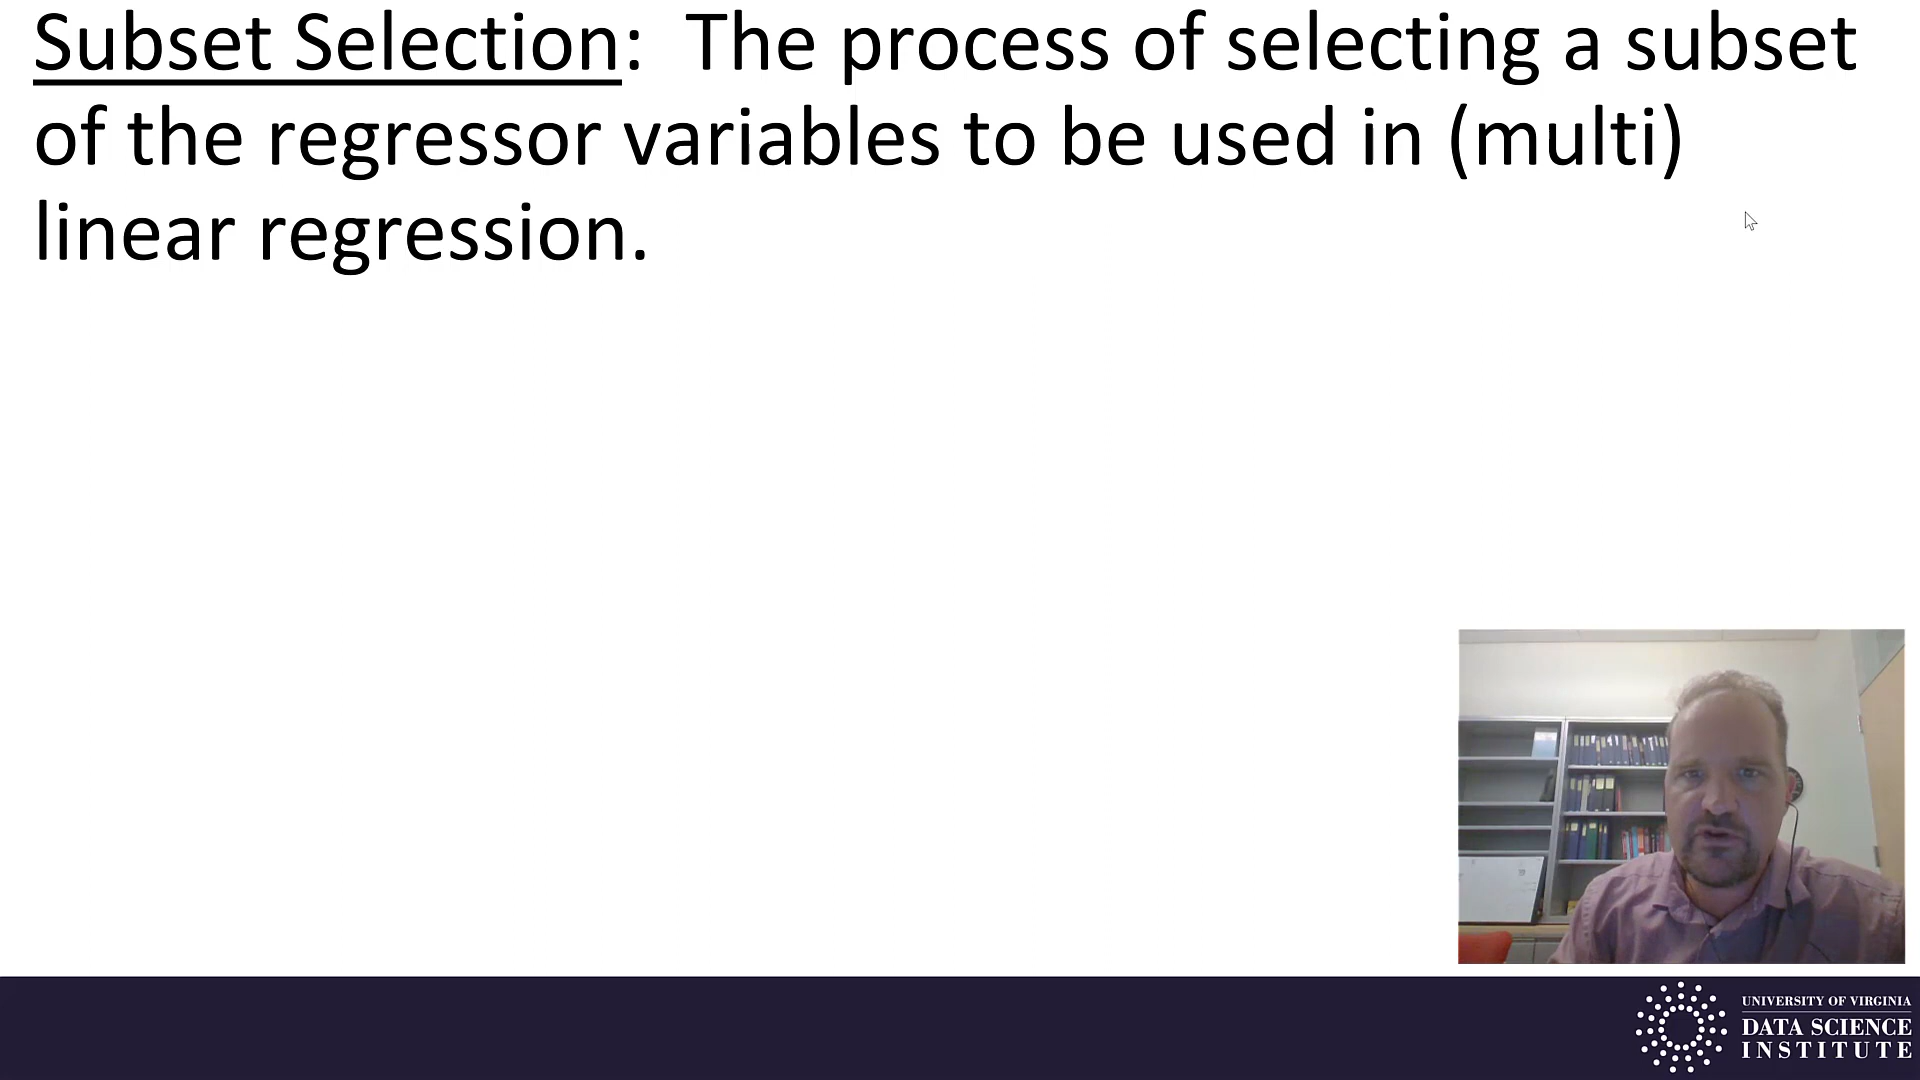 Subset Selection:  The process of selecting a subset
of the regressor variables to be used in (multi)
linear regression.
UNIVERSITY OF VIRGINIA
DATA SCIENCE
INSTITUTE